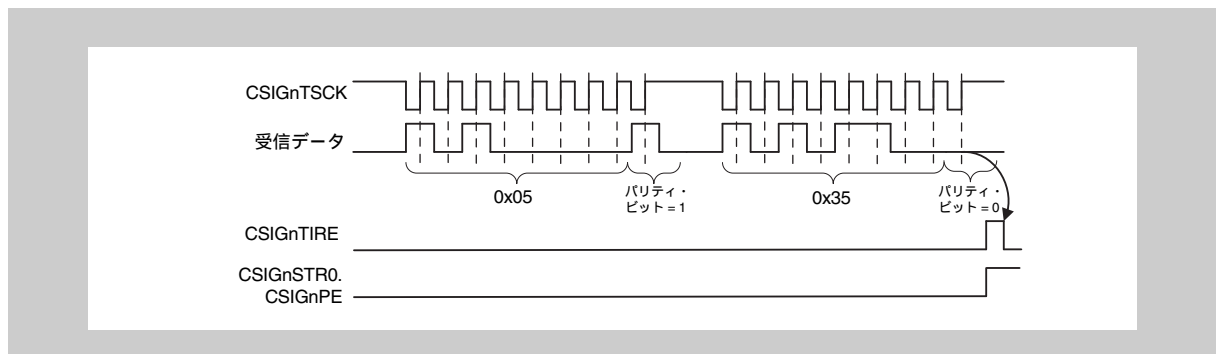 CSIGnTSCK
受信データ
0x05
パリティ・
ビット = 1
0x35
パリティ・
ビット = 0
CSIGnTIRE
CSIGnSTR0.
CSIGnPE